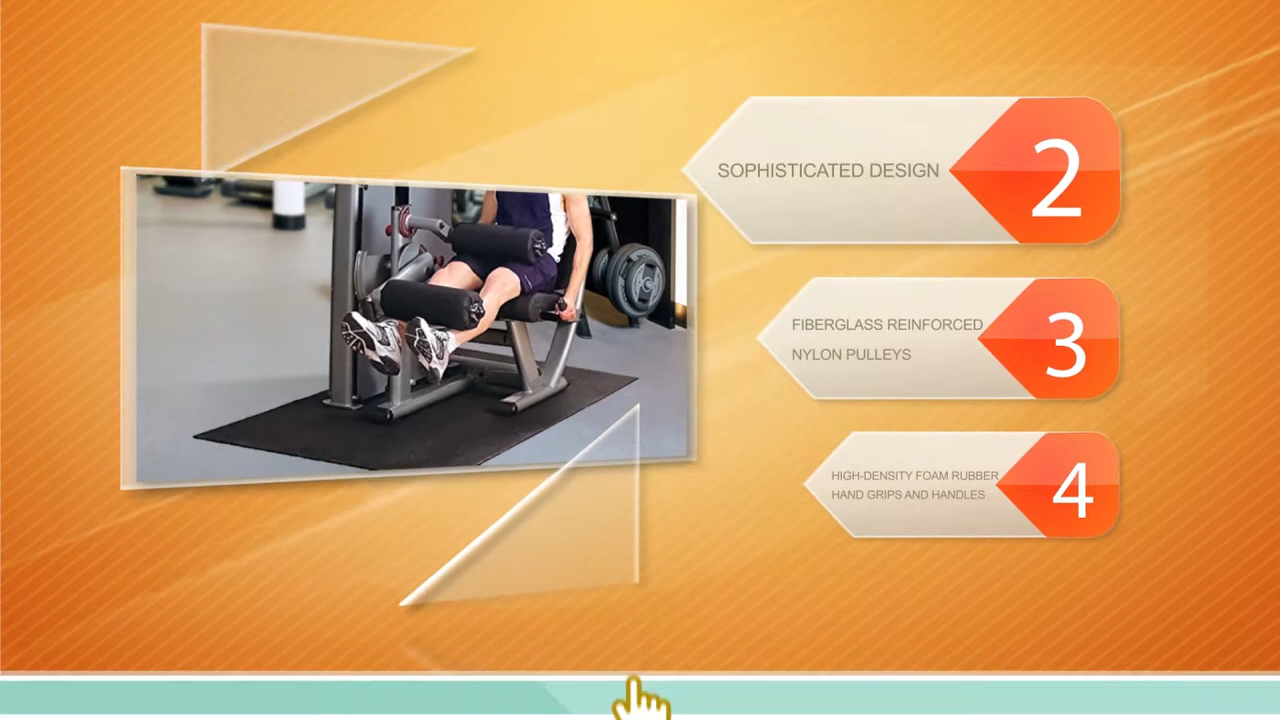 SOPHISTICATED DESIGN
2
FIBERGLASS REINFORCED
NYLON PULLEYS
3
HIGH-DENSITY FOAM RUBBER
HAND GRIPS AND HANDLES
4